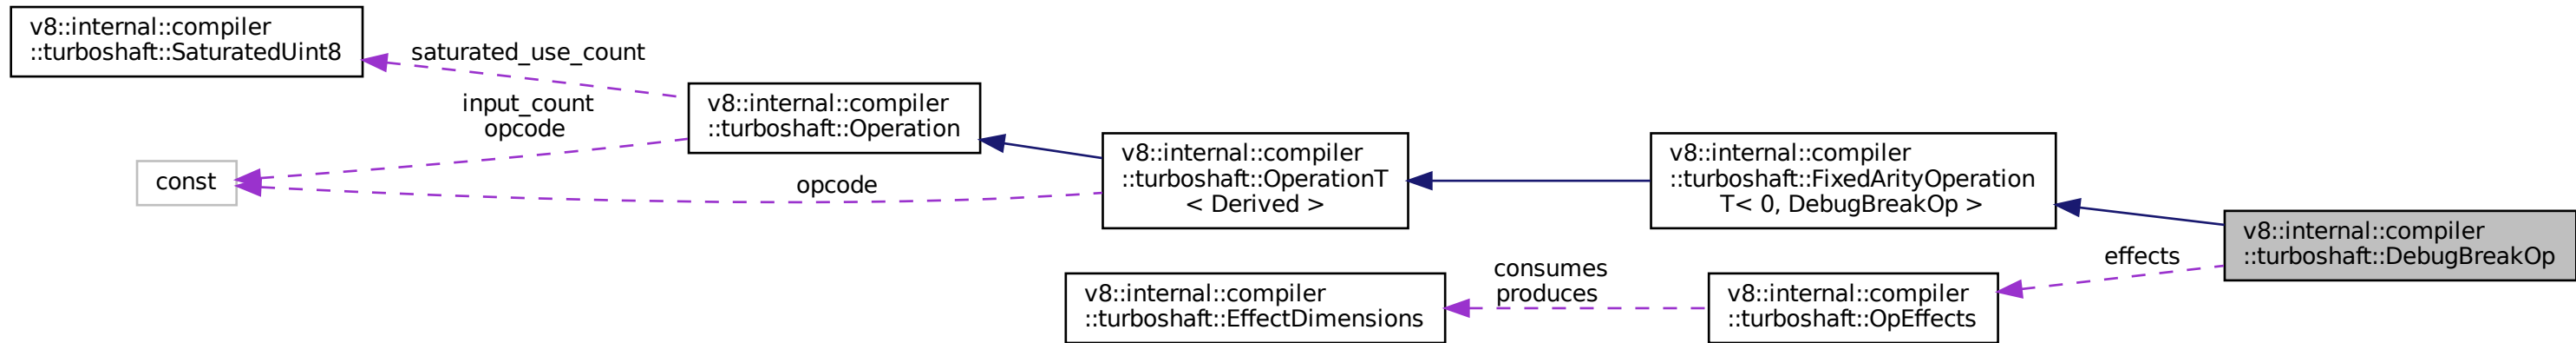 v8::internal::compiler
::turboshaft::SaturatedUint8
saturated_use_count
input_count
opcode
v8::internal::compiler
::turboshaft::Operation
const
opcode
v8::internal::compiler
::turboshaft::OperationT
< Derived >
v8::internal::compiler
::turboshaft::FixedArityOperation
T< 0, DebugBreakOp >
v8::internal::compiler
::turboshaft::DebugBreakOp
effects
v8::internal::compiler
::turboshaft::EffectDimensions
consumes
produces
v8::internal::compiler
::turboshaft::OpEffects